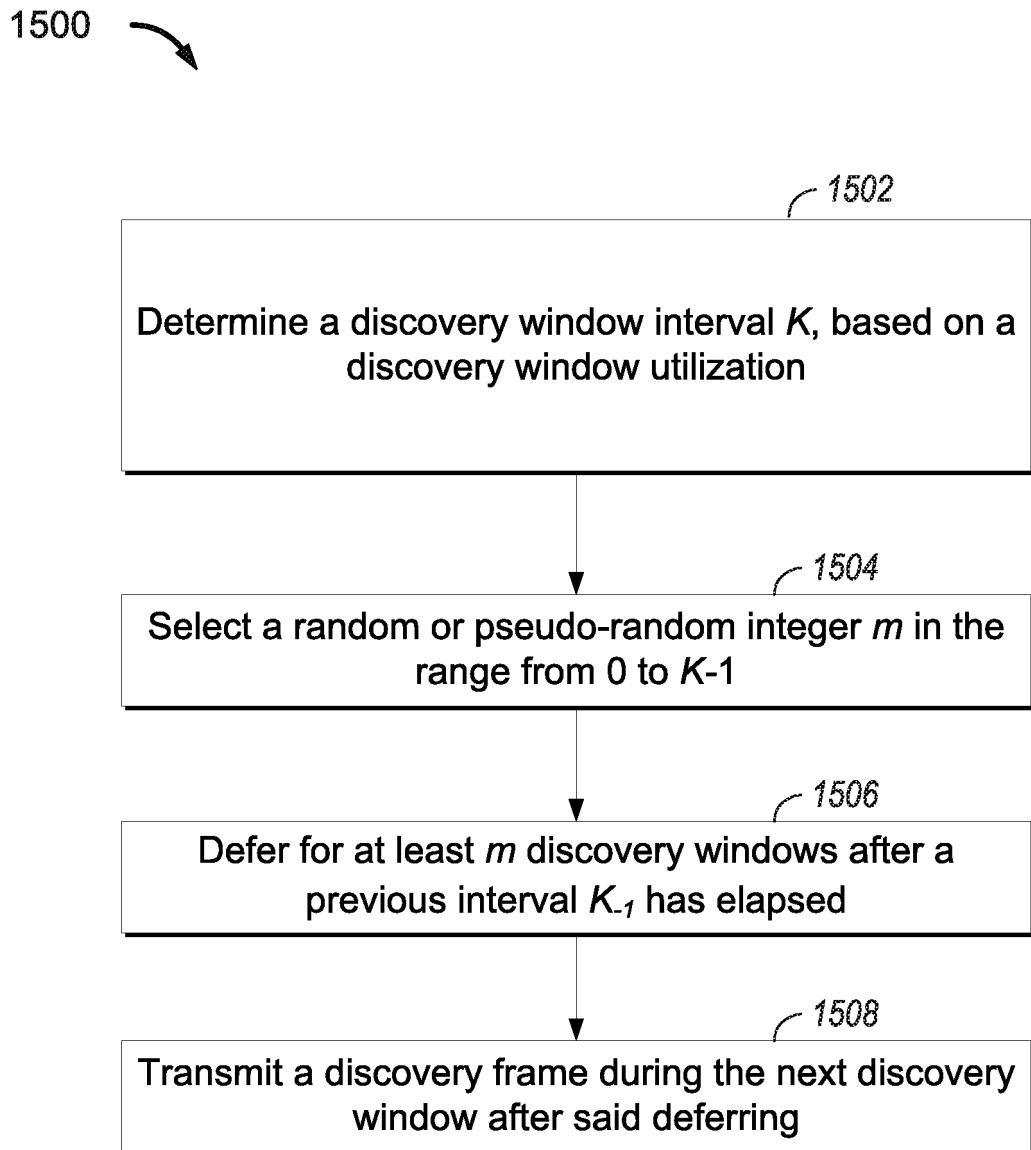 1500
1502
Determine a discovery window interval K, based on a
discovery window utilization
1504
Select a random or pseudo-random integer m in the
range from 0 to K-1
1506
Defer for at least m discovery windows after a
previous interval K-1 has elapsed
1508
Transmit a discovery frame during the next discovery
window after said deferring